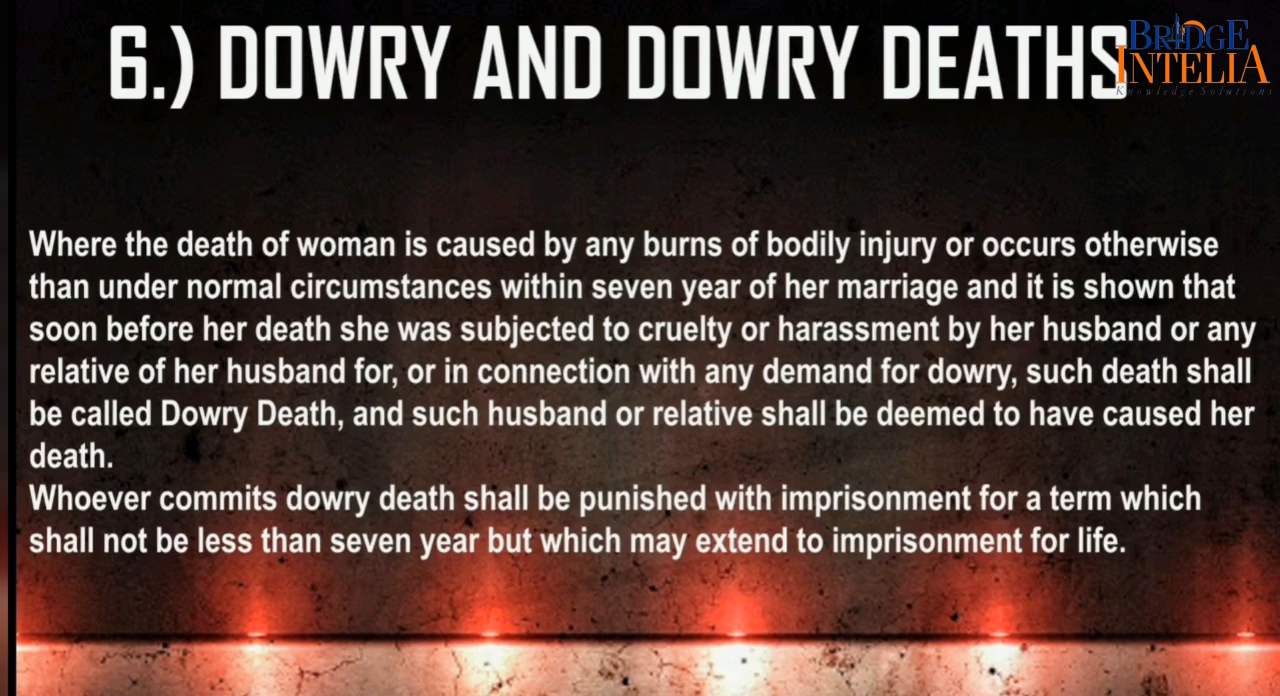 6.) DOWRY AND DOWRY DEATHS
BRIDGE
INTELIA
Knowledge Solutions
Where the death of woman is caused by any burns of bodily injury or occurs otherwise
than under normal circumstances within seven year of her marriage and it is shown that
soon before her death she was subjected to cruelty or harassment by her husband or any
relative of her husband for, or in connection with any demand for dowry, such death shall
be called Dowry Death, and such husband or relative shall be deemed to have caused her
death.
Whoever commits dowry death shall be punished with imprisonment for a term which
shall not be less than seven year but which may extend to imprisonment for life.